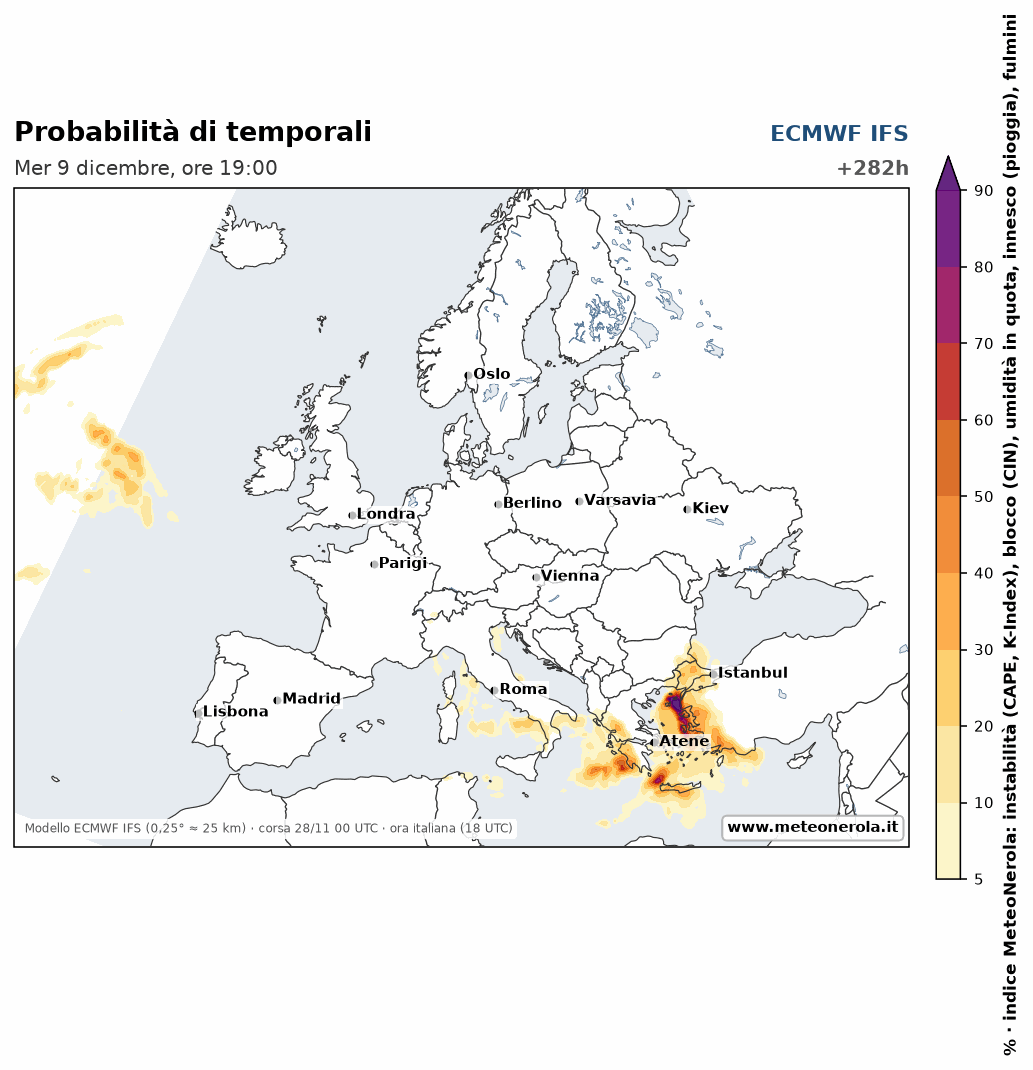 Probabilità di temporali
ECMWF IFS
Mer 9 dicembre, ore 19:00
+282h
Oslo
Londra
Berlino
Varsavia
Kiev
Parigi
Vienna
Madrid
Lisbona
Roma
Istanbul
Atene
Modello ECMWF IFS (0,25° ≈ 25 km) · corsa 28/11 00 UTC · ora italiana (18 UTC)
www.meteonerola.it
90
80
70
60
50
40
30
20
10
5
% · indice MeteoNerola: instabilità (CAPE, K-Index), blocco (CIN), umidità in quota, innesco (pioggia), fulmini